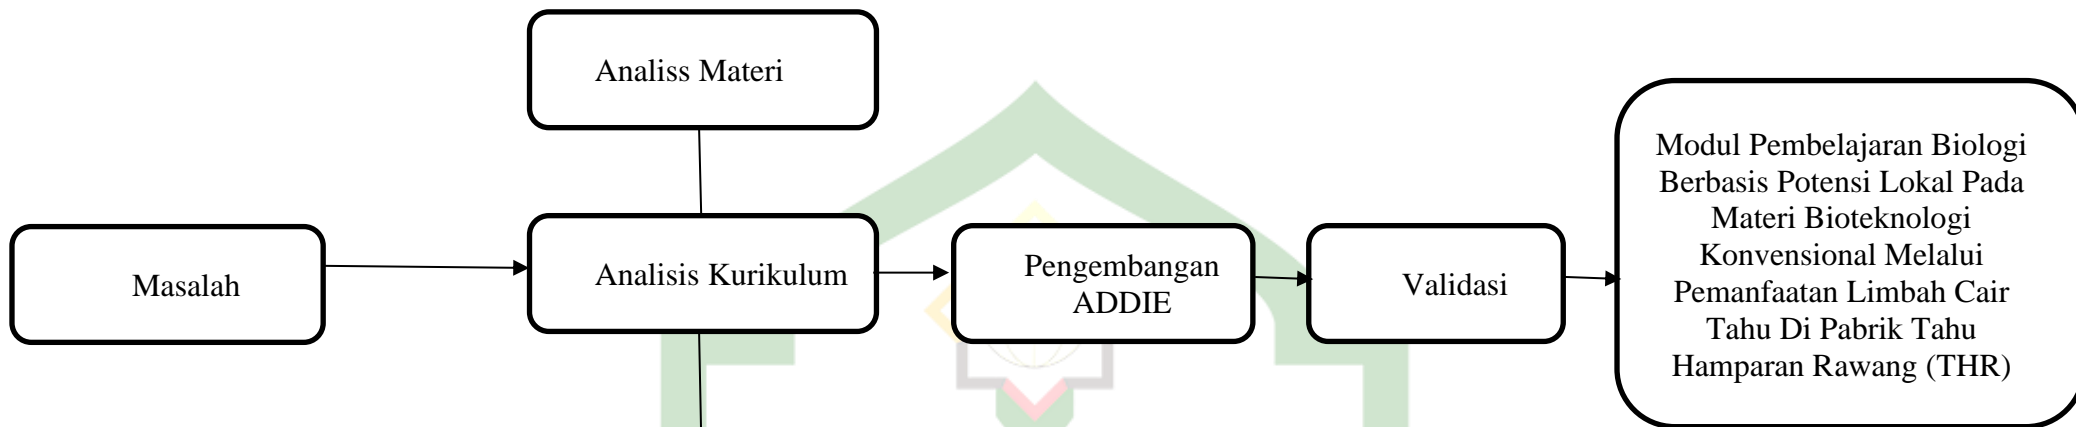 Analiss Materi
Masalah
Analisis Kurikulum
Pengembangan
ADDIE
Validasi
Modul Pembelajaran Biologi
Berbasis Potensi Lokal Pada
Materi Bioteknologi
Konvensional Melalui
Pemanfaatan Limbah Cair
Tahu Di Pabrik Tahu
Hamparan Rawang (THR)